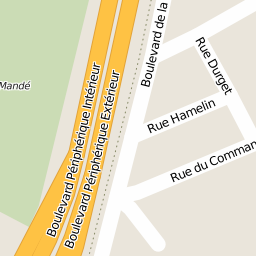 Mandé
Boulevard Périphérique Intérieur
Boulevard Périphérique Extérieur
Boulevard de la
Rue Durget
Rue Hamelin
Rue du Comman